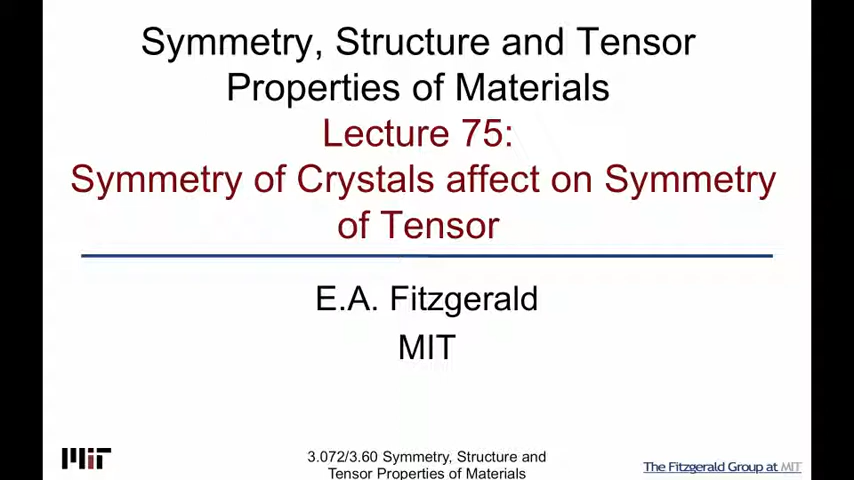 Symmetry, Structure and Tensor
Properties of Materials
Lecture 75:
Symmetry of Crystals affect on Symmetry
of Tensor
E.A. Fitzgerald
MIT
MIT
3.072/3.60 Symmetry, Structure and
Tensor Properties of Materials
The Fitzgerald Group at MIT